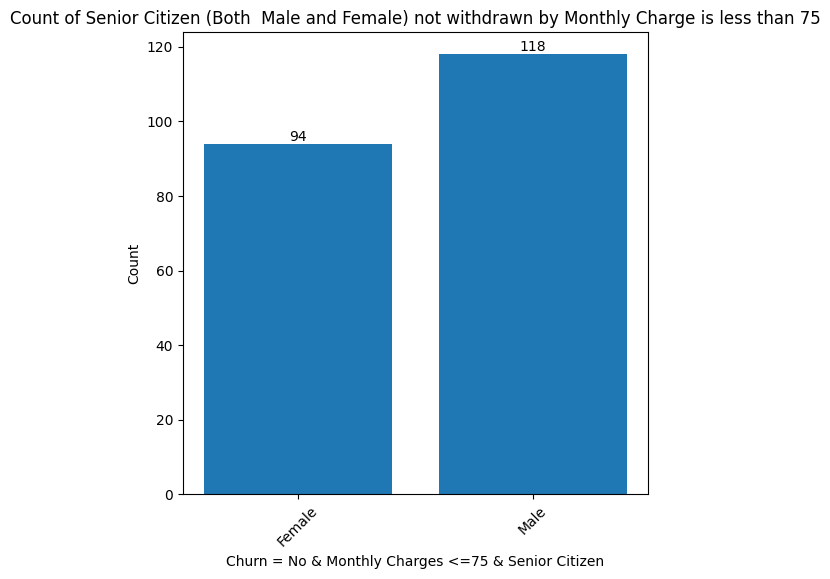 Count of Senior Citizen (Both  Male and Female) not withdrawn by Monthly Charge is less than 75
120
118
100
94
80
60
40
20
0
Count
Female
Male
Churn = No & Monthly Charges <=75 & Senior Citizen